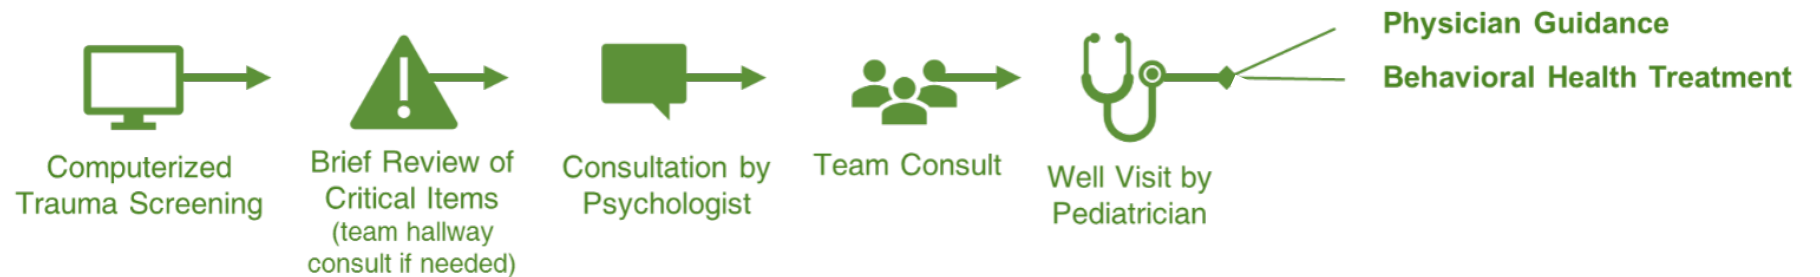 Computerized
Trauma Screening
Brief Review of
Critical Items
(team hallway
consult if needed)
Consultation by
Psychologist
Team Consult
Well Visit by
Pediatrician
Physician Guidance
Behavioral Health Treatment